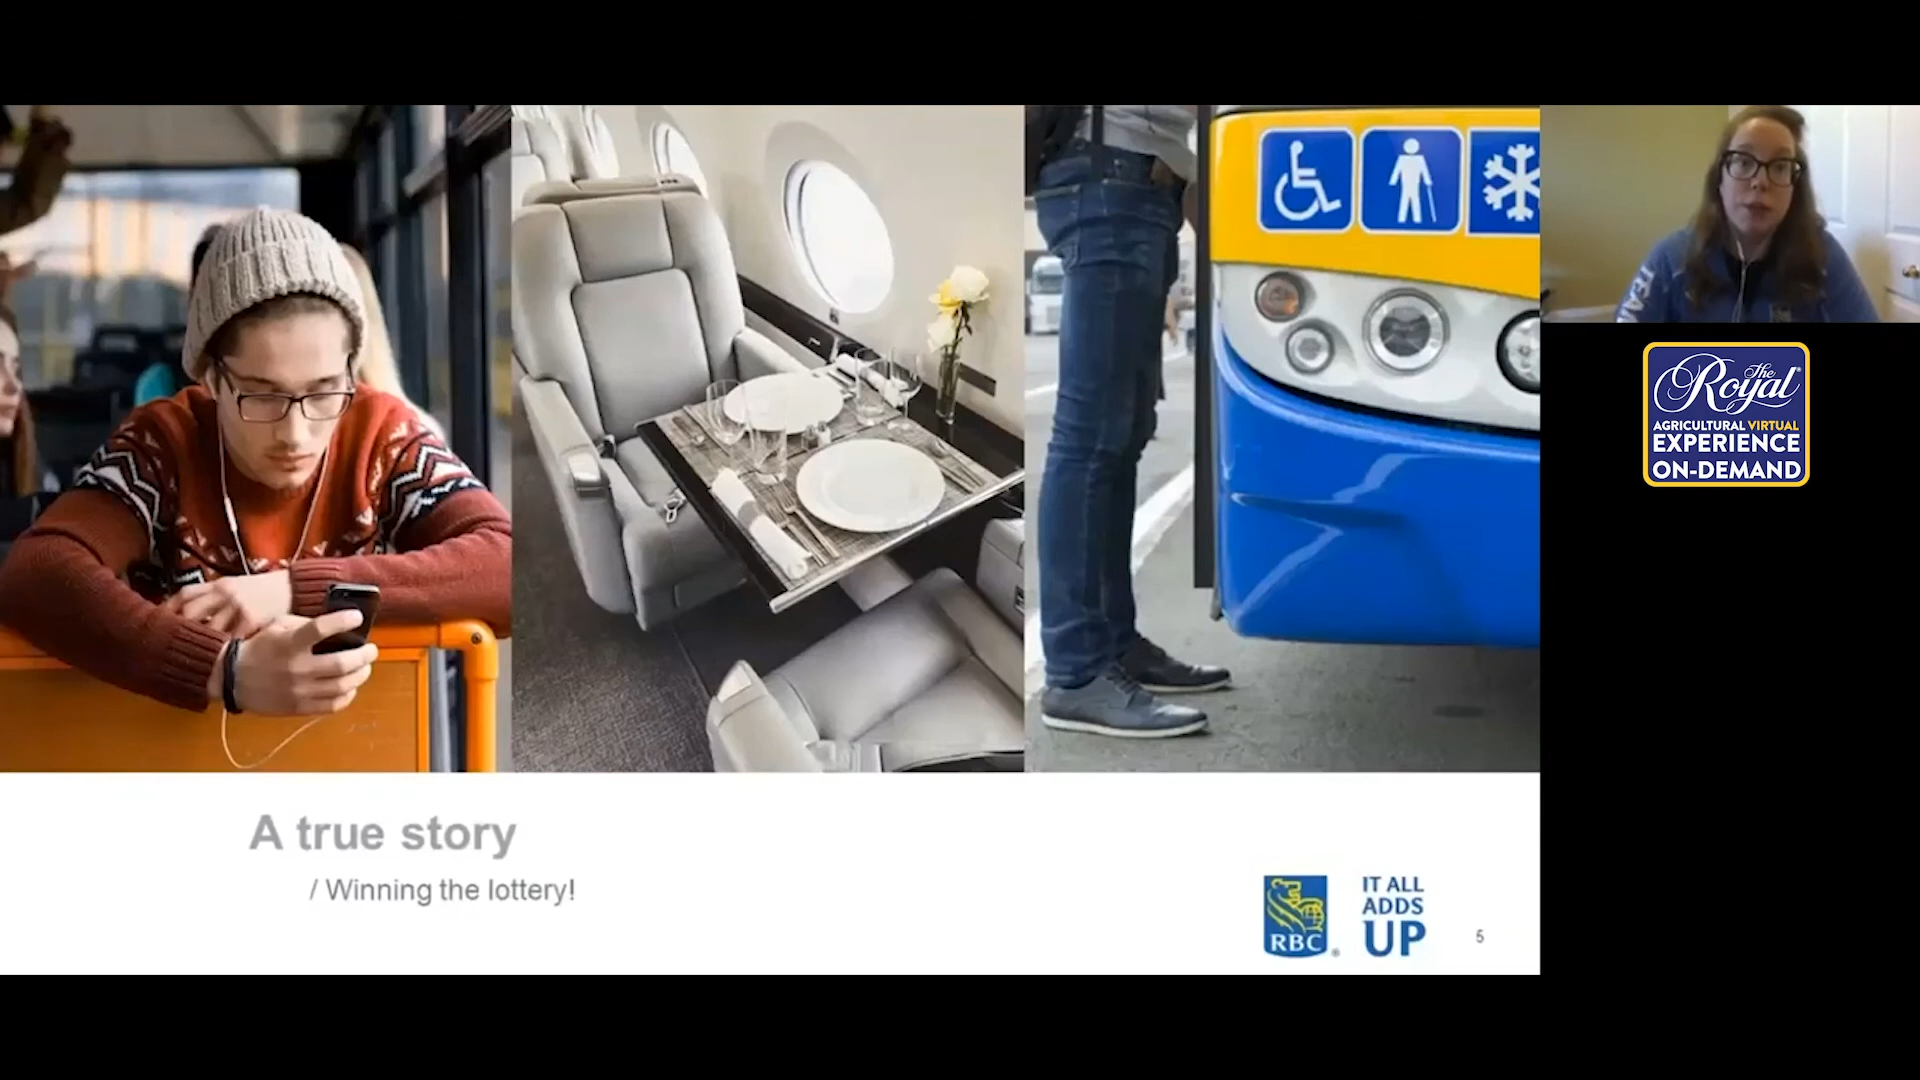 The
Royal
AGRICULTURAL VIRTUAL
EXPERIENCE
ON-DEMAND
A true story
/ Winning the lottery!
RBC
®
IT ALL
ADDS
UP
5